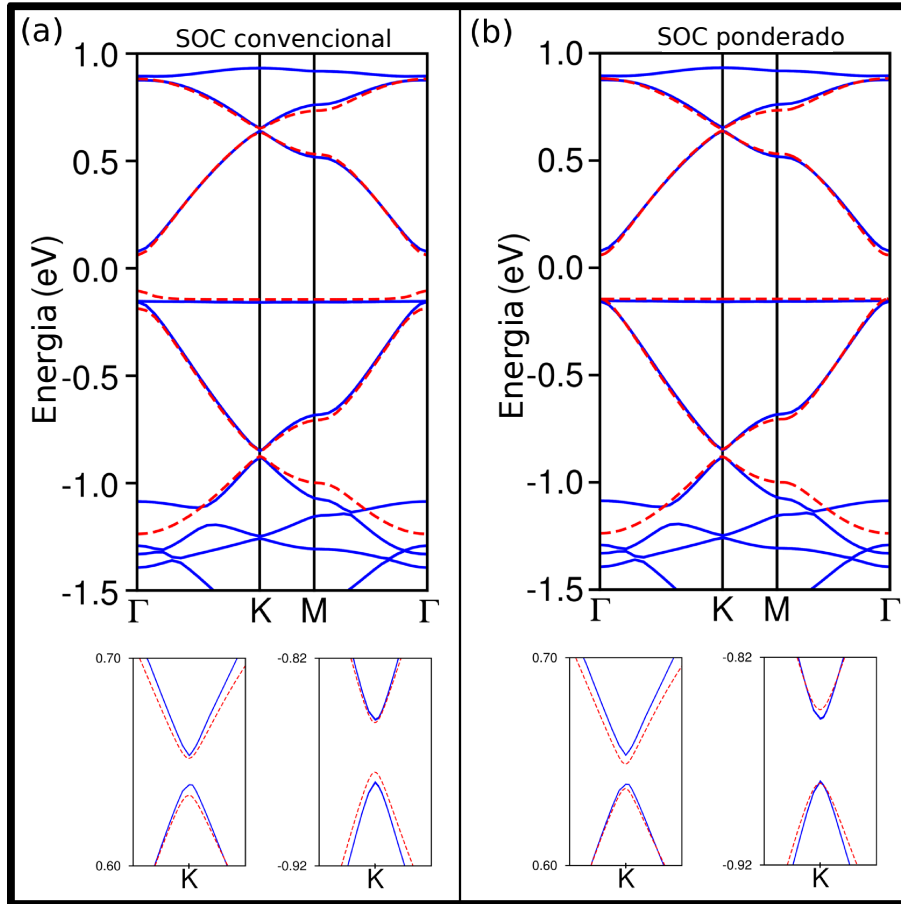 (a)
SOC convencional
1.0
0.5
0.0
-0.5
-1.0
-1.5
Energia (eV)
Γ K M Γ
0.70
0.60
K
-0.82
-0.92
K
(b)
SOC ponderado
1.0
0.5
0.0
-0.5
-1.0
-1.5
Energia (eV)
Γ K M Γ
0.70
0.60
K
-0.82
-0.92
K